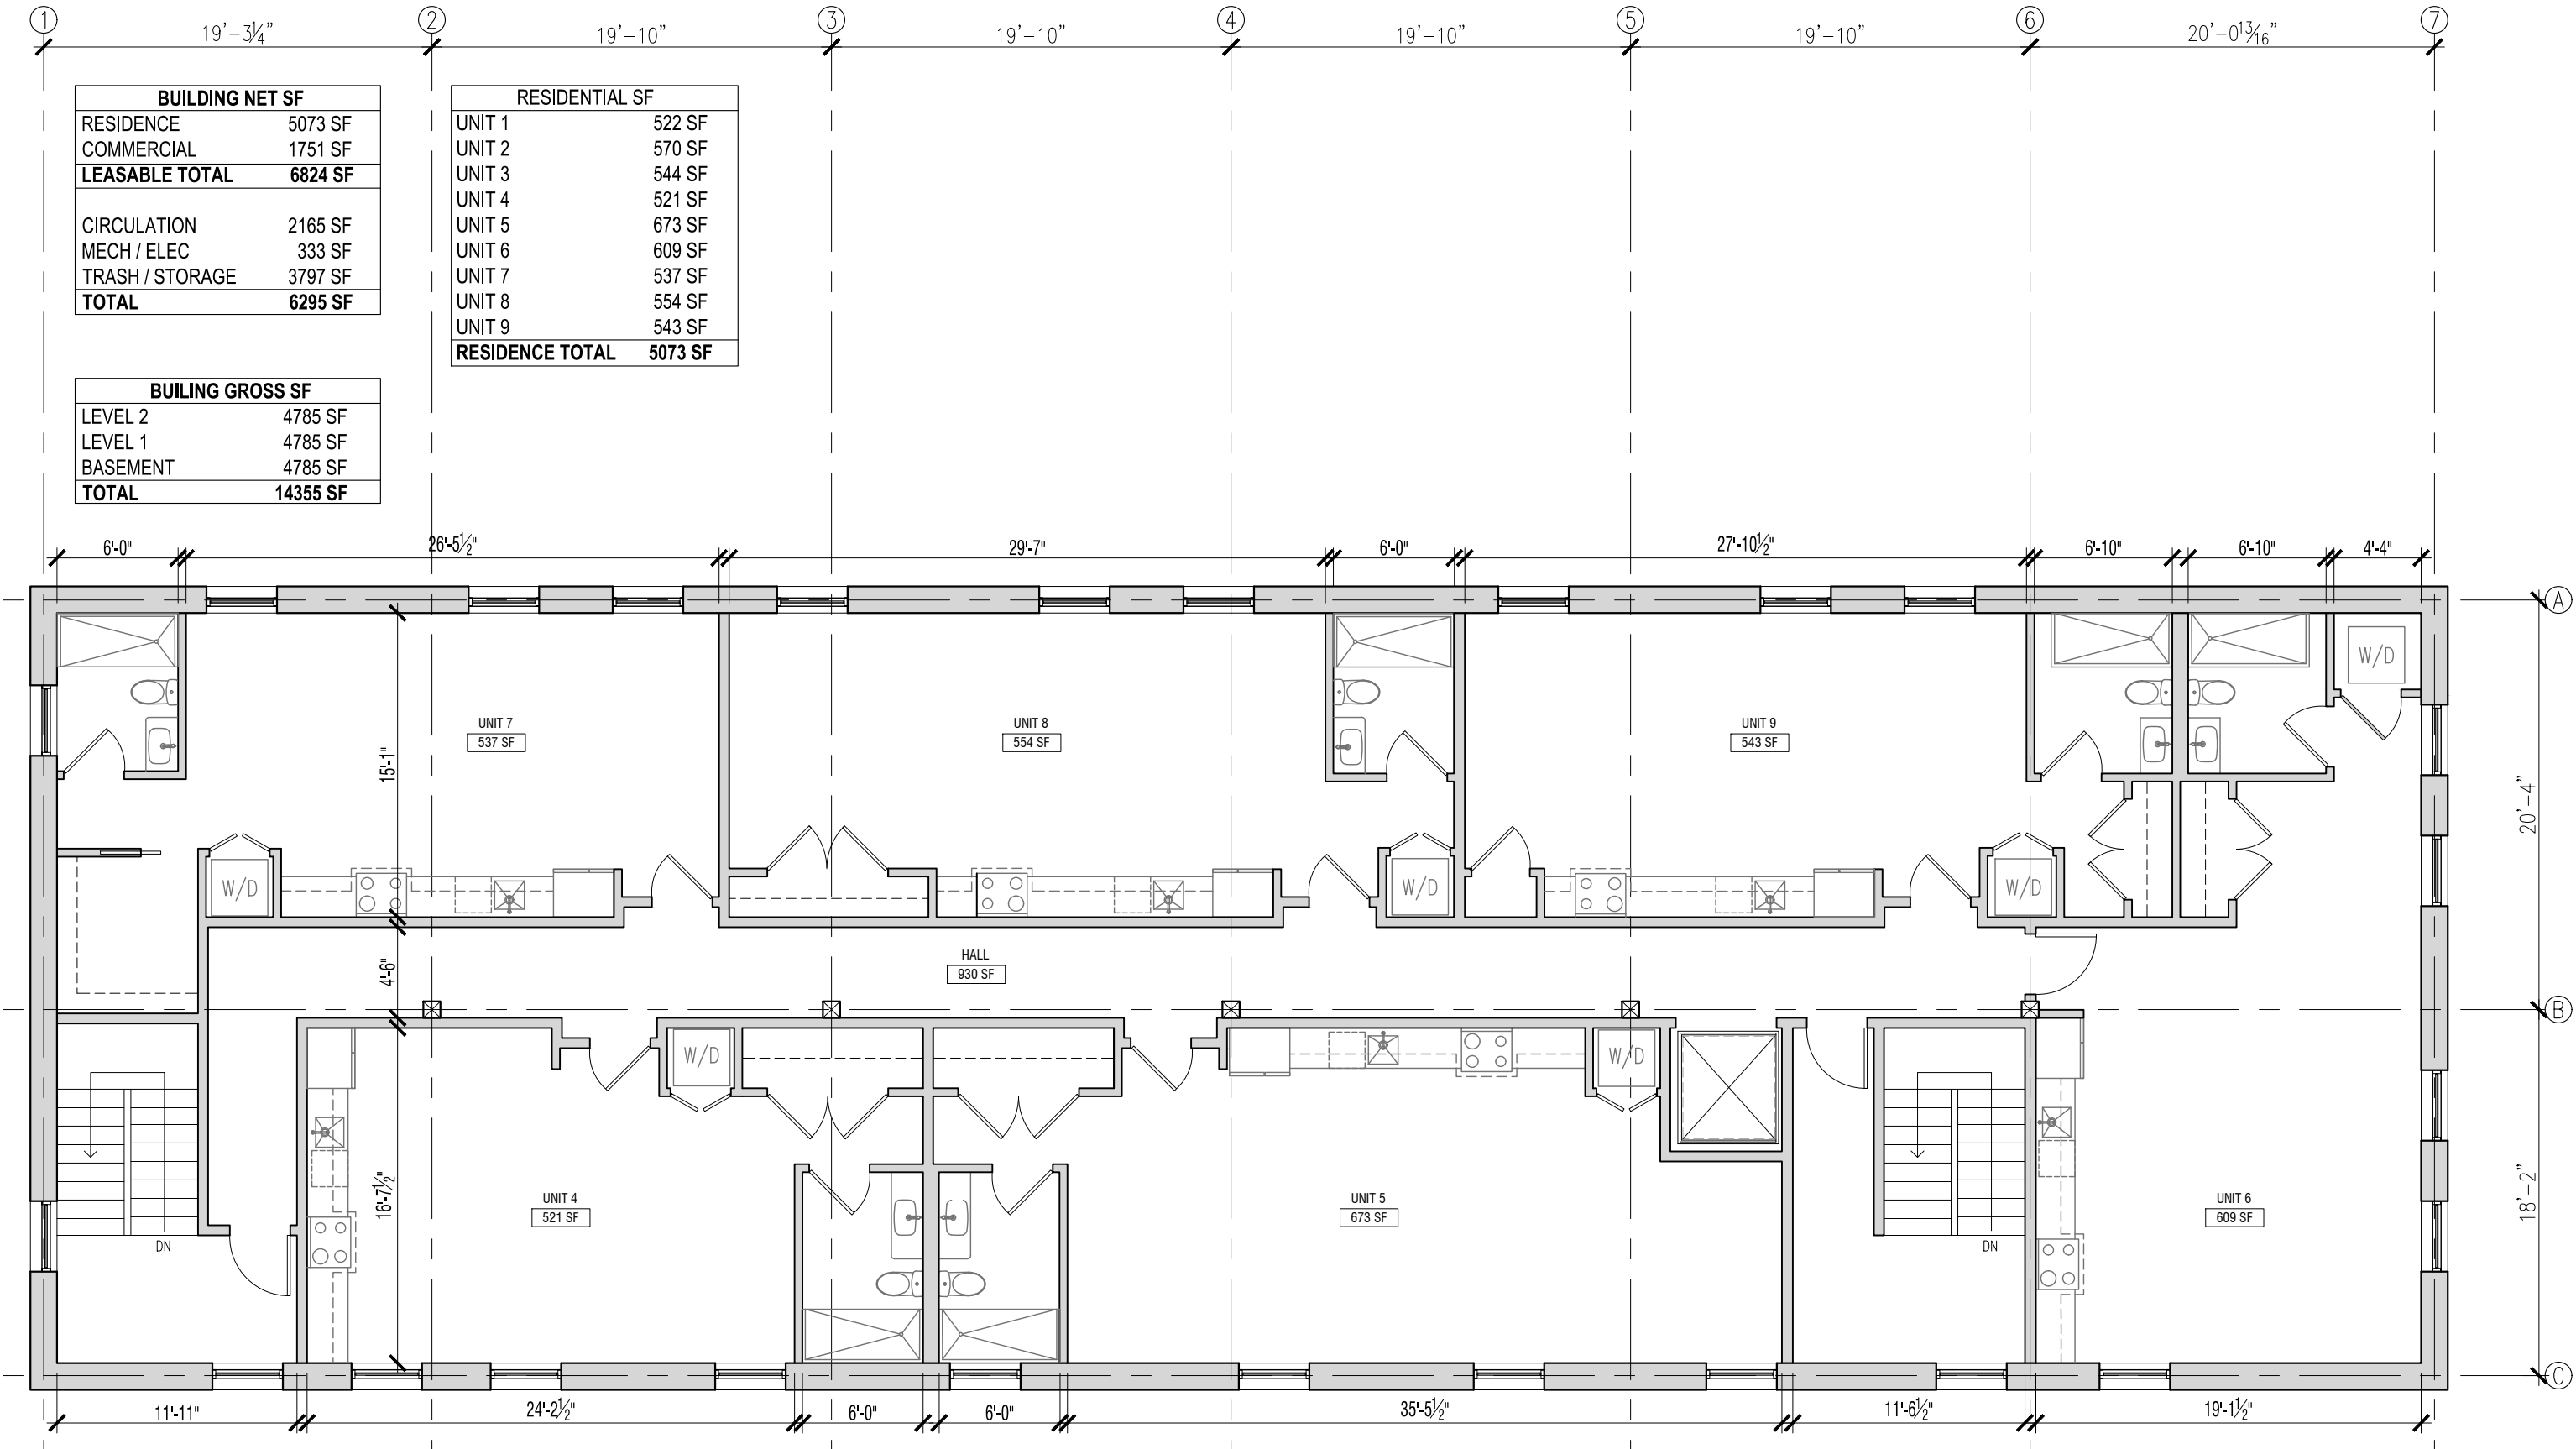 1 2 3 4 5 6 7
19'-3¼" 19'-10" 19'-10" 19'-10" 19'-10" 20'-0¹³⁄₁₆"
BUILDING NET SF
RESIDENCE 5073 SF
COMMERCIAL 1751 SF
LEASABLE TOTAL 6824 SF
CIRCULATION 2165 SF
MECH / ELEC 333 SF
TRASH / STORAGE 3797 SF
TOTAL 6295 SF
RESIDENTIAL SF
UNIT 1 522 SF
UNIT 2 570 SF
UNIT 3 544 SF
UNIT 4 521 SF
UNIT 5 673 SF
UNIT 6 609 SF
UNIT 7 537 SF
UNIT 8 554 SF
UNIT 9 543 SF
RESIDENCE TOTAL 5073 SF
BUILING GROSS SF
LEVEL 2 4785 SF
LEVEL 1 4785 SF
BASEMENT 4785 SF
TOTAL 14355 SF
6'-0" 26'-5½" 29'-7" 6'-0" 27'-10½" 6'-10" 6'-10" 4'-4"
A
W/D
UNIT 7
537 SF
UNIT 8
554 SF
UNIT 9
543 SF
15'-1"
20'-4"
W/D W/D W/D
HALL
930 SF
4'-6"
B
W/D W/D
UNIT 4
521 SF
UNIT 5
673 SF
UNIT 6
609 SF
16'-7½"
18'-2"
DN DN
C
11'-11" 24'-2½" 6'-0" 6'-0" 35'-5½" 11'-6½" 19'-1½"